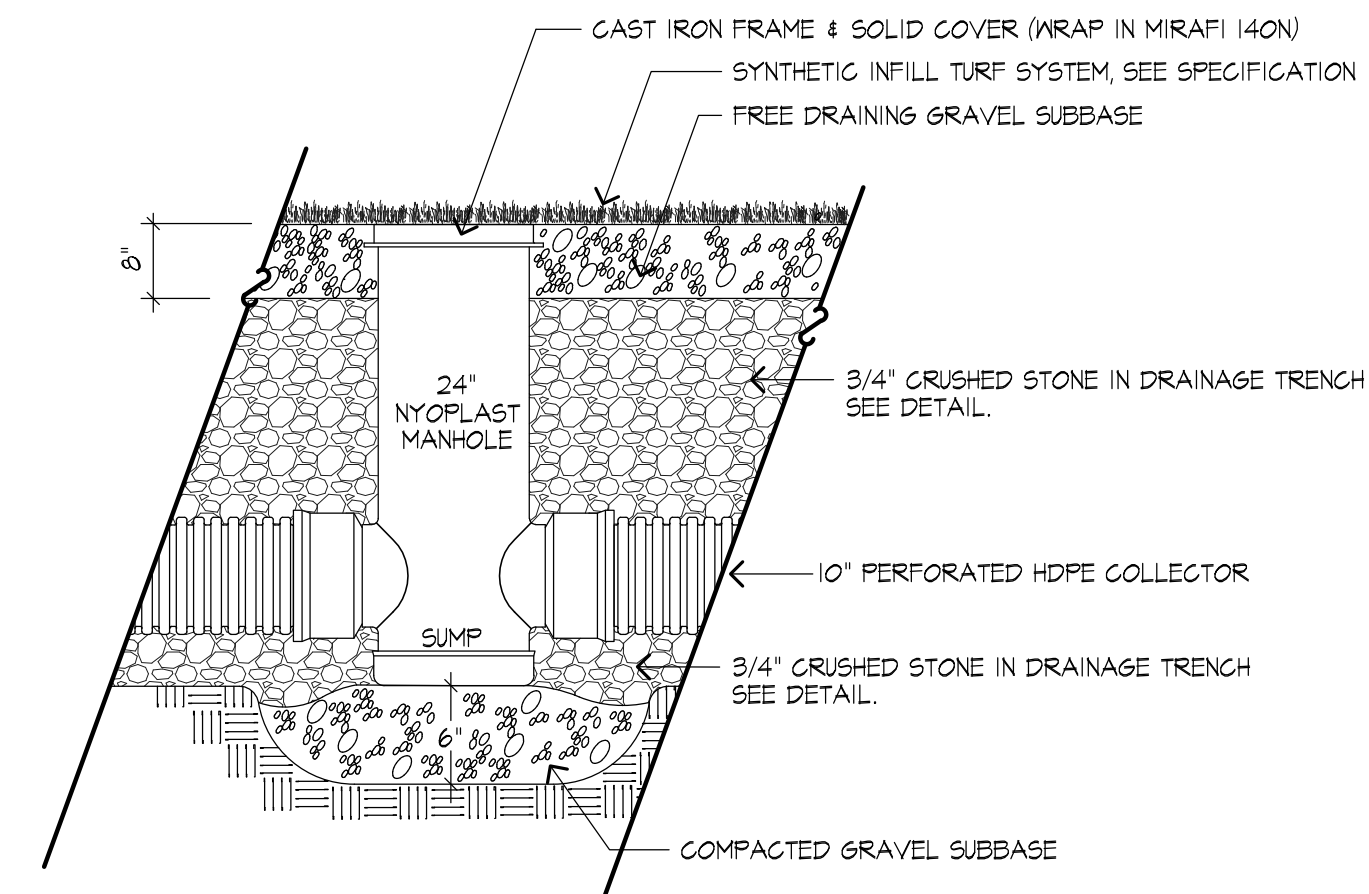 CAST IRON FRAME & SOLID COVER (WRAP IN MIRAFI 140N)
SYNTHETIC INFILL TURF SYSTEM, SEE SPECIFICATION
FREE DRAINING GRAVEL SUBBASE
8"
24"
NYOPLAST
MANHOLE
3/4" CRUSHED STONE IN DRAINAGE TRENCH
SEE DETAIL.
10" PERFORATED HDPE COLLECTOR
SUMP
3/4" CRUSHED STONE IN DRAINAGE TRENCH
SEE DETAIL.
6"
COMPACTED GRAVEL SUBBASE